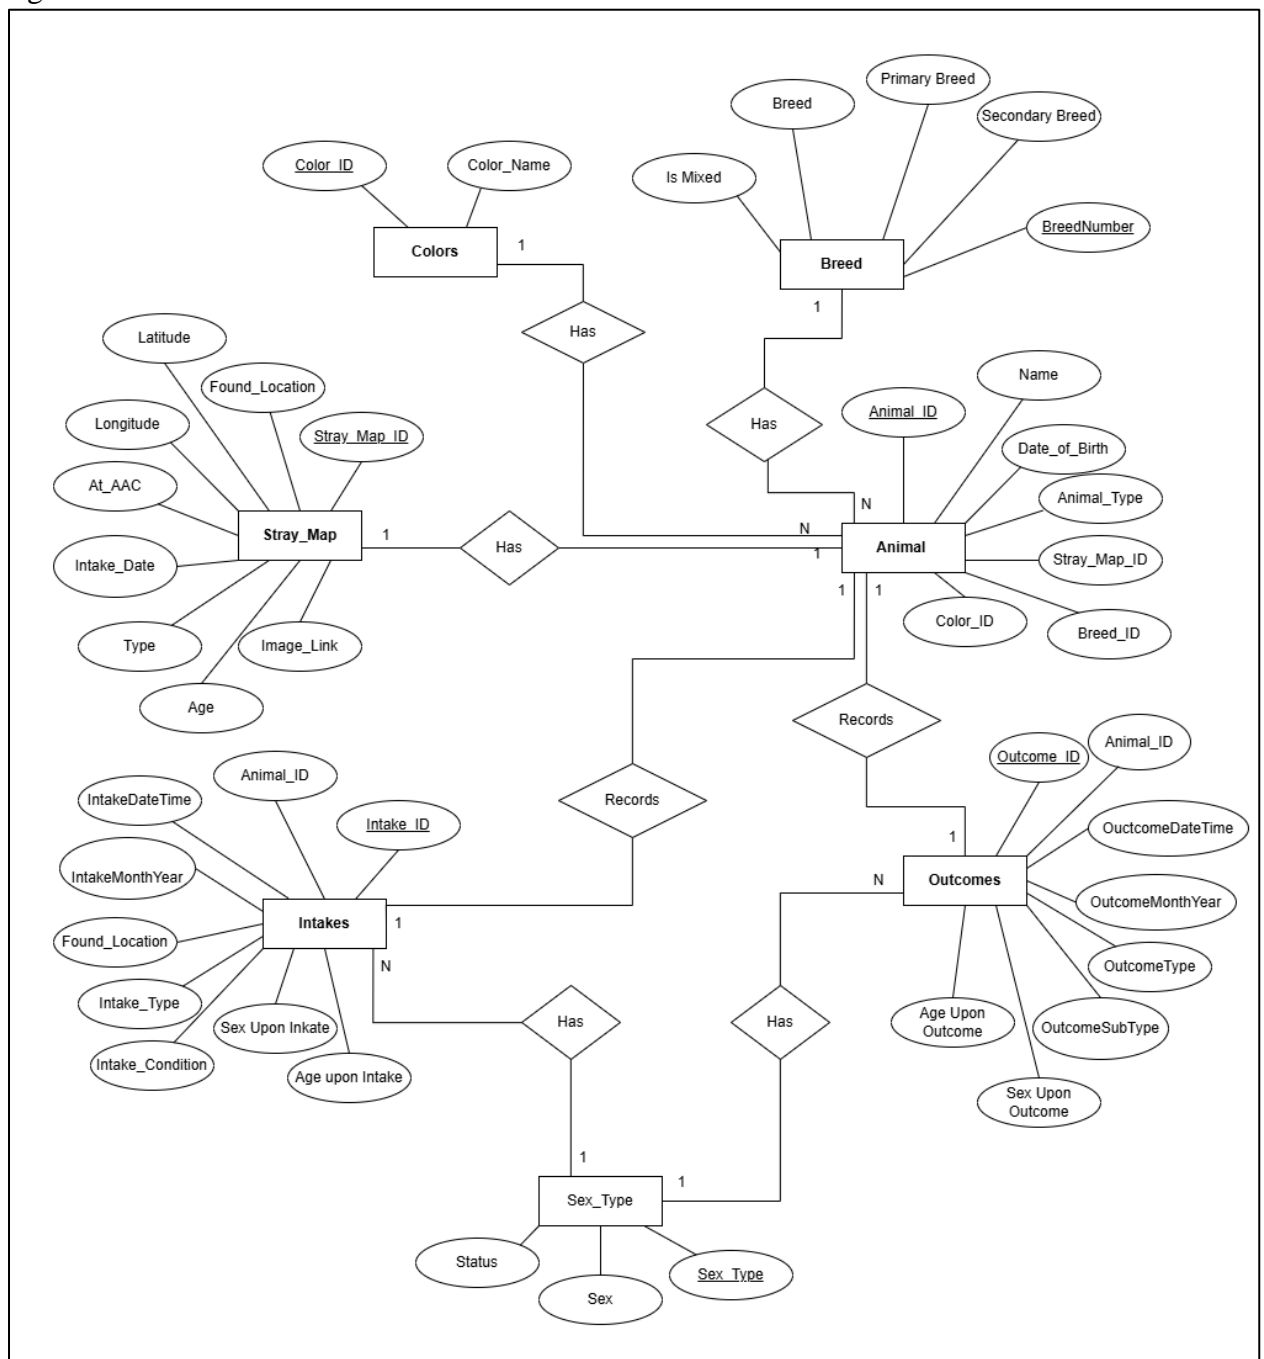 Primary Breed
Breed
Secondary Breed
Color_ID
Color_Name
Is Mixed
BreedNumber
Colors
1
Breed
1
Has
Latitude
Found_Location
Name
Animal_ID
Longitude
Stray_Map_ID
Has
Date_of_Birth
At_AAC
Animal_Type
N
N
Stray_Map
1
Has
1
Animal
Stray_Map_ID
Intake_Date
1
1
Color_ID
Breed_ID
Type
Image_Link
Age
Records
Outcome_ID
Animal_ID
Animal_ID
IntakeDateTime
Records
Intake_ID
OuctcomeDateTime
1
IntakeMonthYear
N
Outcomes
OutcomeMonthYear
Intakes
1
Found_Location
N
OutcomeType
Intake_Type
Sex Upon Inkate
Has
Has
Age Upon
Outcome
OutcomeSubType
Intake_Condition
Age upon Intake
Sex Upon
Outcome
1
1
Sex_Type
Status
Sex_Type
Sex